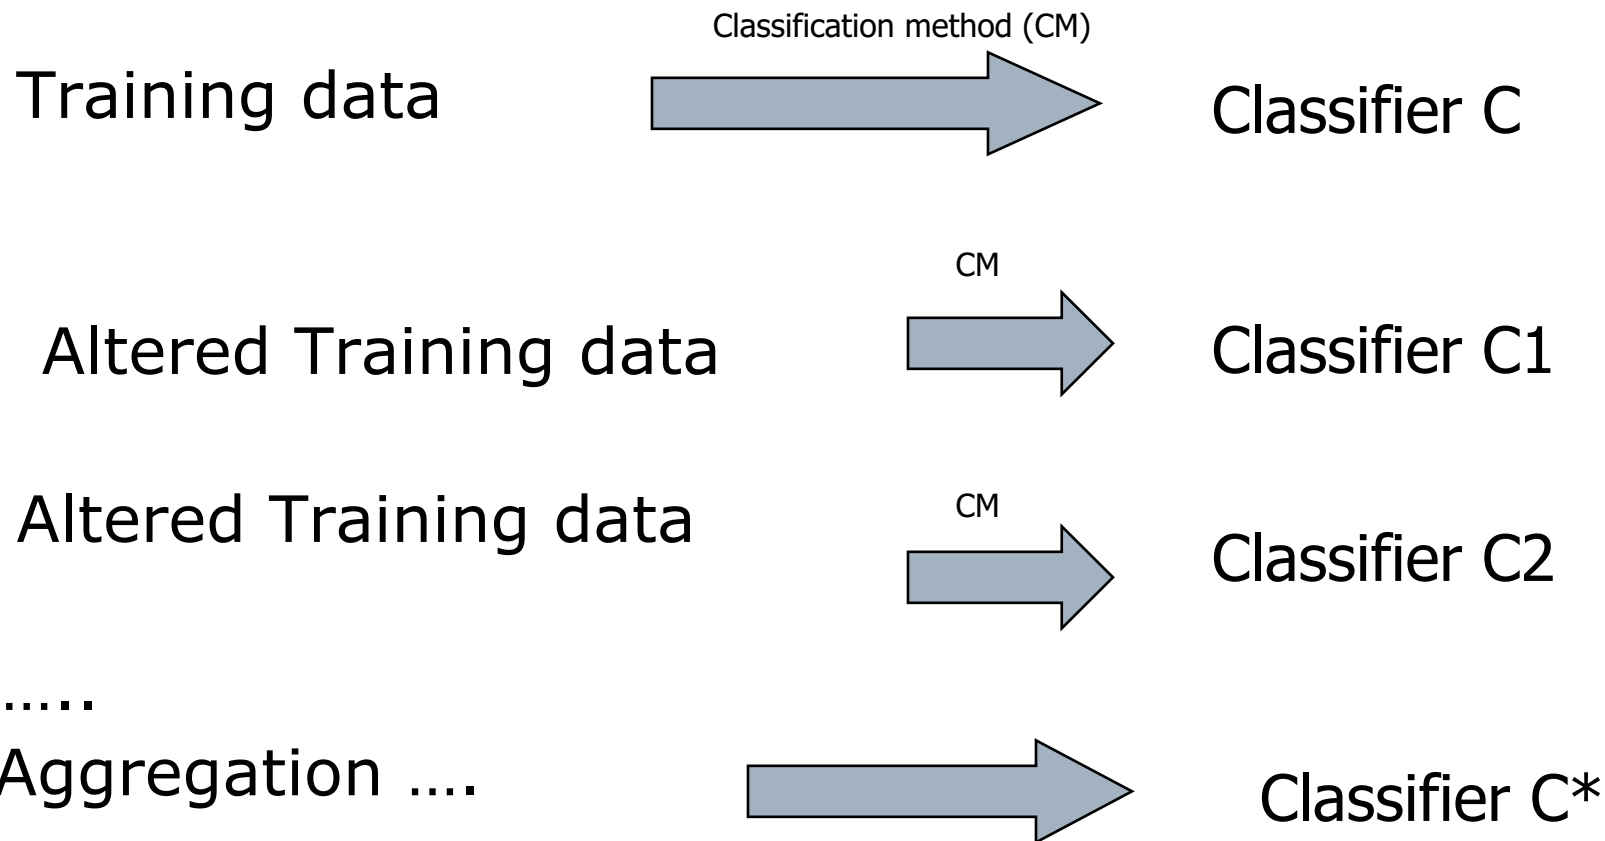 Classification method (CM)
Training data
Classifier C
CM
Altered Training data
Classifier C1
CM
Altered Training data
Classifier C2
…..
Aggregation ….
Classifier C*